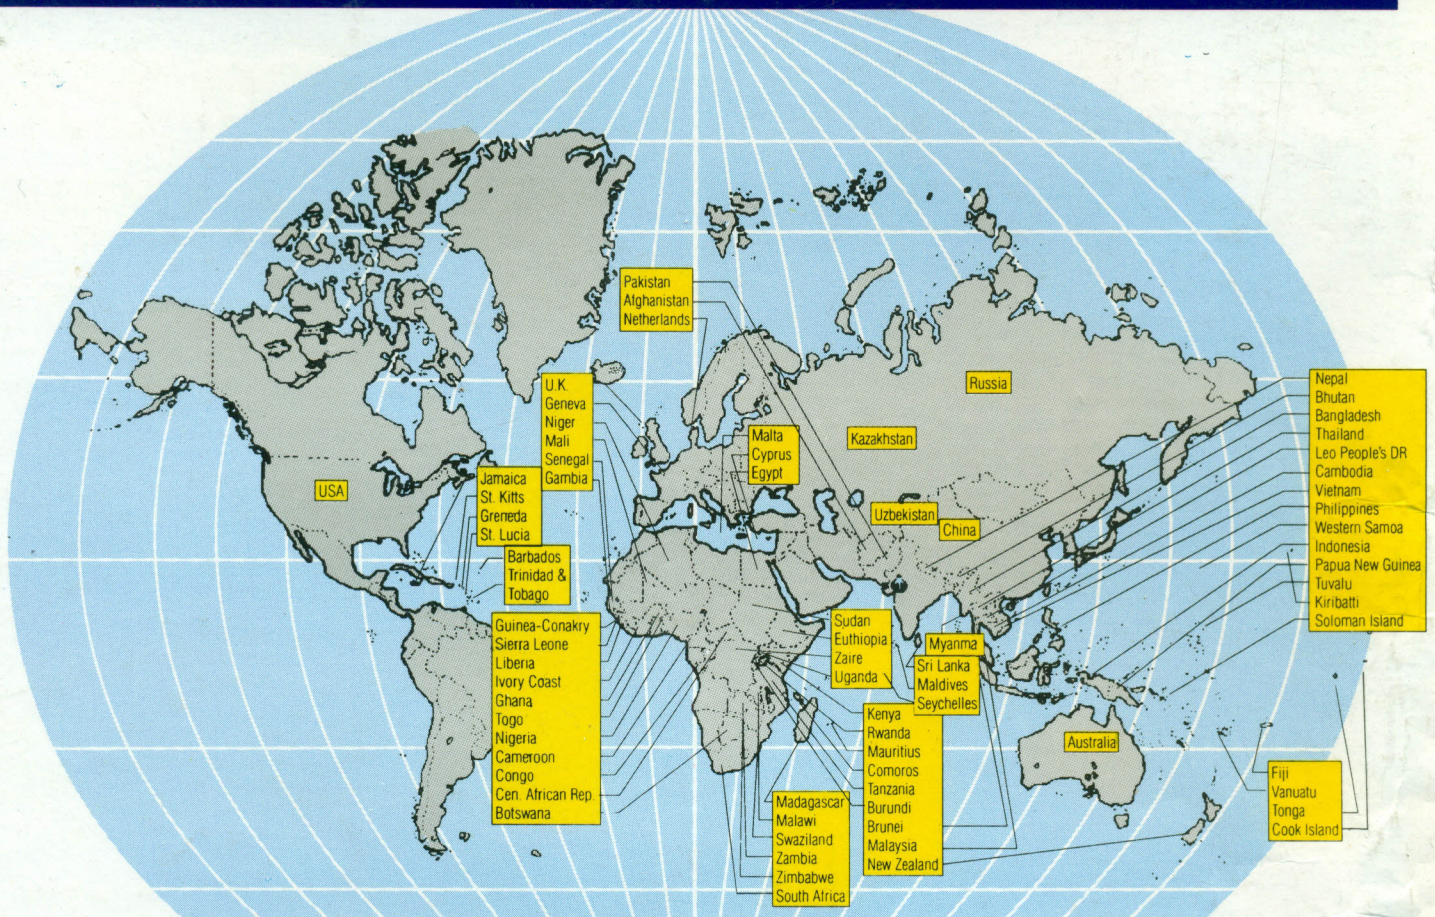 Pakistan
Afghanistan
Netherlands
Russia
Nepal
Bhutan
Bangladesh
Thailand
Leo People's DR
Cambodia
Vietnam
Philippines
Western Samoa
Indonesia
Papua New Guinea
Tuvalu
Kiribatti
Soloman Island
U.K.
Geneva
Niger
Mali
Senegal
Gambia
Malta
Cyprus
Egypt
Kazakhstan
USA
Jamaica
St. Kitts
Greneda
St. Lucia
Uzbekistan
China
Barbados
Trinidad &
Tobago
Guinea-Conakry
Sierra Leone
Liberia
Ivory Coast
Ghana
Togo
Nigeria
Cameroon
Congo
Cen. African Rep.
Botswana
Sudan
Euthiopia
Zaire
Uganda
Myanma
Sri Lanka
Maldives
Seychelles
Kenya
Rwanda
Mauritius
Comoros
Tanzania
Burundi
Brunei
Malaysia
New Zealand
Australia
Madagascar
Malawi
Swaziland
Zambia
Zimbabwe
South Africa
Fiji
Vanuatu
Tonga
Cook Island